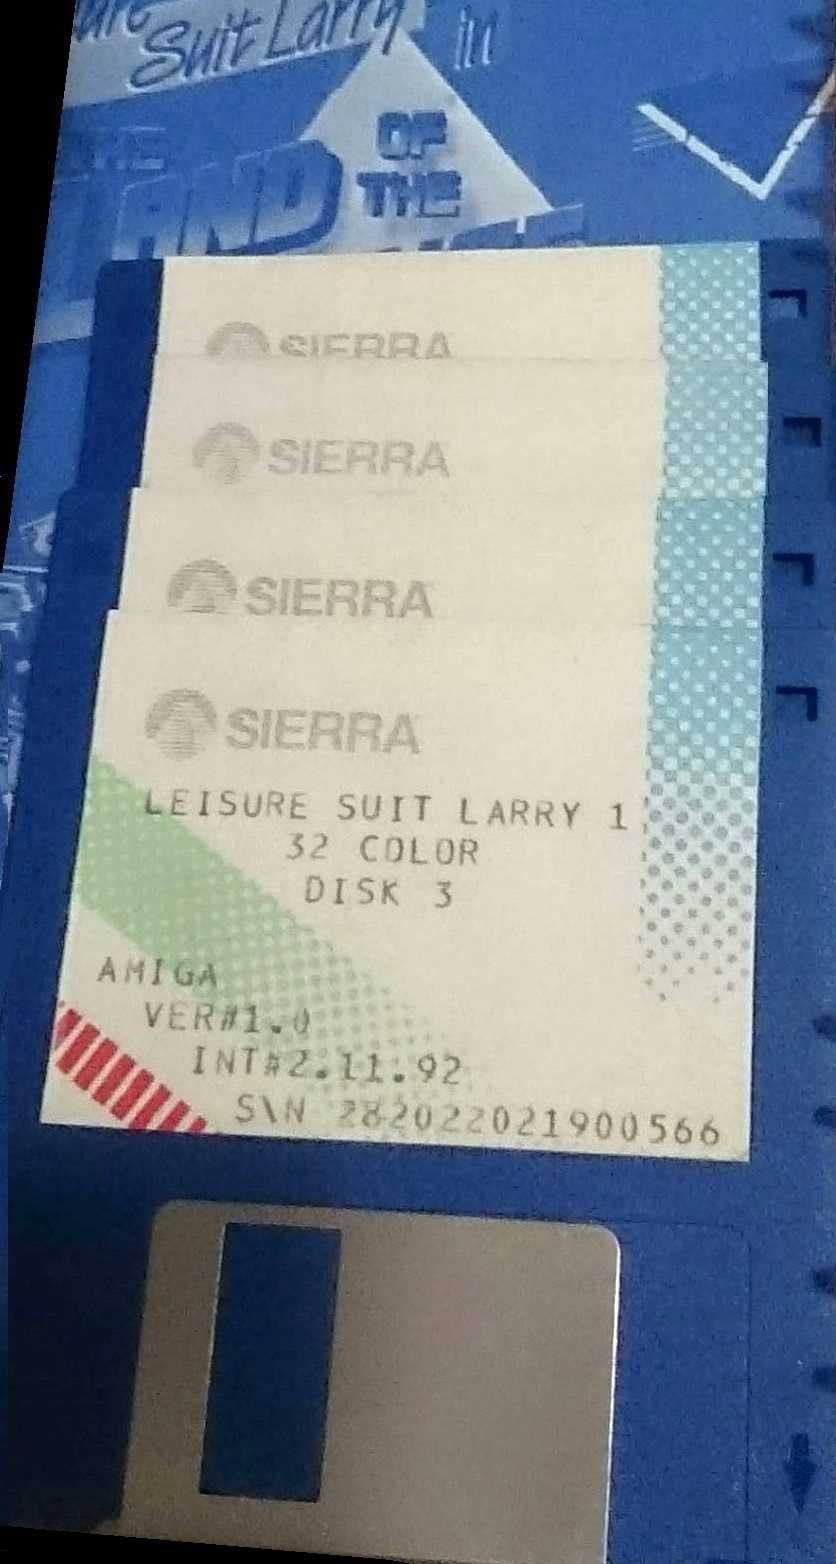 Suit Larry in
OF
THE
LAND
SIERRA
SIERRA
SIERRA
SIERRA
LEISURE SUIT LARRY 1
32 COLOR
DISK 3
AMIGA
VER#1.0
INT#2.11.92
S\N 282022021900566